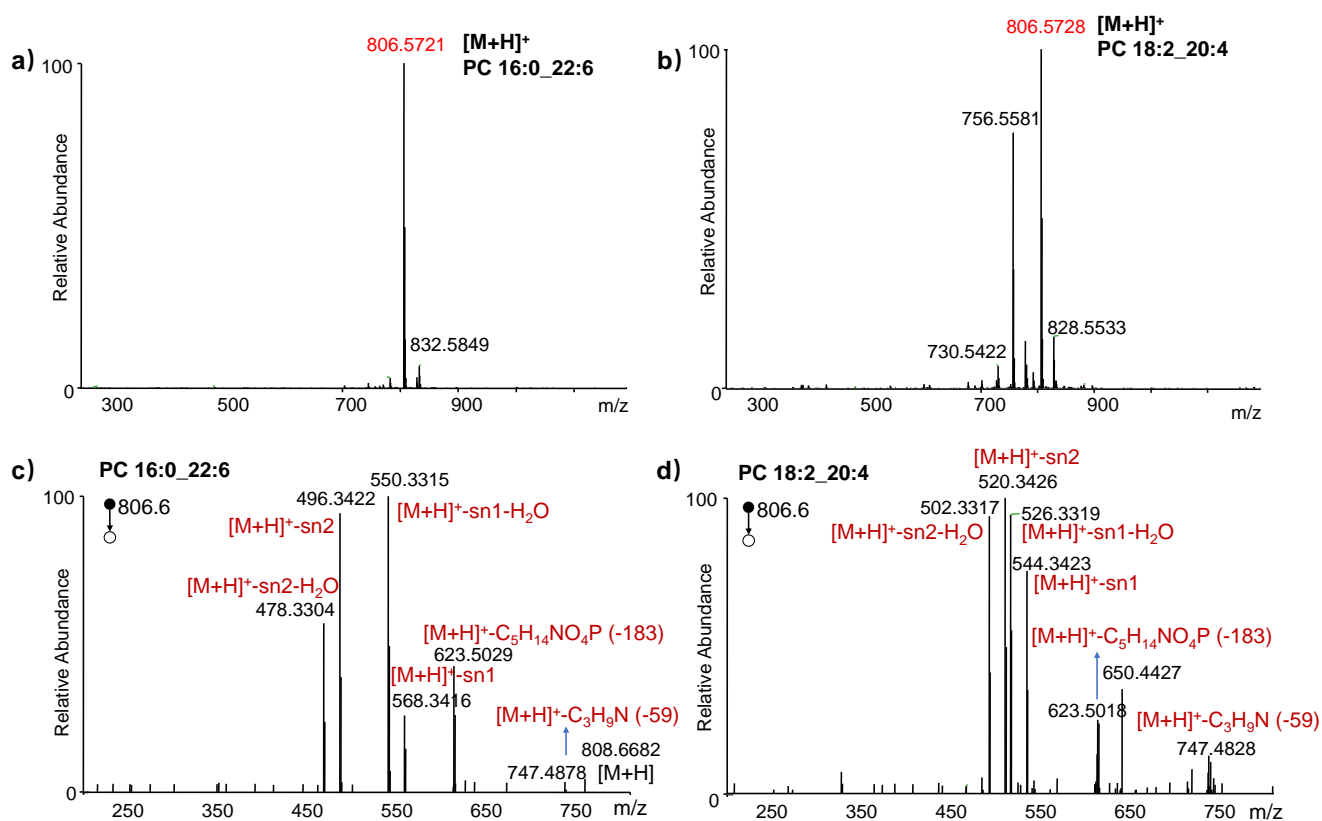 a)
806.5721
[M+H]⁺
PC 16:0_22:6
100
832.5849
Relative Abundance
0
300
500
700
900
m/z
b)
806.5728
[M+H]⁺
PC 18:2_20:4
100
756.5581
730.5422
828.5533
Relative Abundance
0
300
500
700
900
m/z
c)
PC 16:0_22:6
806.6
100
496.3422
550.3315
[M+H]⁺-sn2
[M+H]⁺-sn1-H₂O
[M+H]⁺-sn2-H₂O
478.3304
[M+H]⁺-C₅H₁₄NO₄P (-183)
623.5029
[M+H]⁺-sn1
568.3416
[M+H]⁺-C₃H₉N (-59)
808.6682
747.4878
[M+H]
Relative Abundance
0
250
350
450
550
650
750
m/z
d)
PC 18:2_20:4
806.6
100
[M+H]⁺-sn2
520.3426
502.3317
526.3319
[M+H]⁺-sn2-H₂O
[M+H]⁺-sn1-H₂O
544.3423
[M+H]⁺-sn1
[M+H]⁺-C₅H₁₄NO₄P (-183)
650.4427
623.5018
[M+H]⁺-C₃H₉N (-59)
747.4828
Relative Abundance
0
250
350
450
550
650
750
m/z